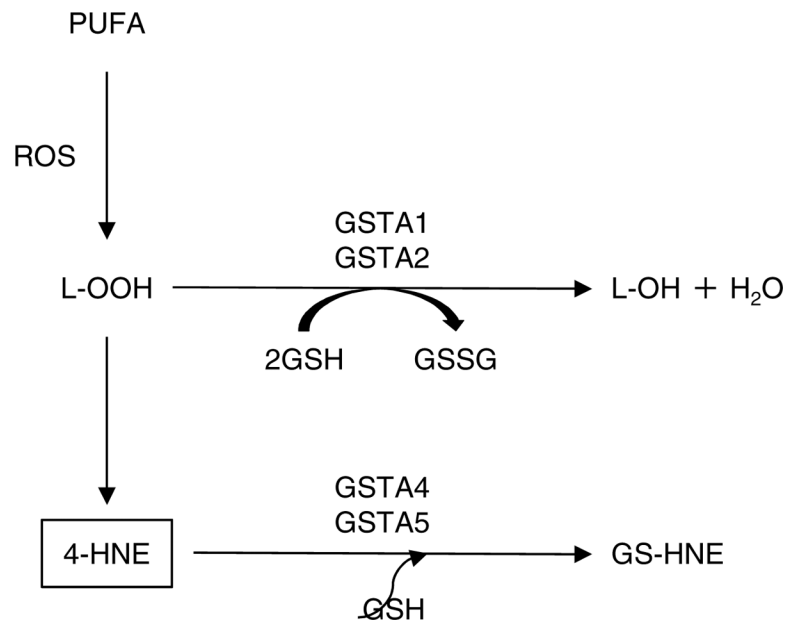 PUFA
ROS
GSTA1
GSTA2
L-OOH
L-OH + H₂O
2GSH
GSSG
GSTA4
GSTA5
4-HNE
GS-HNE
GSH